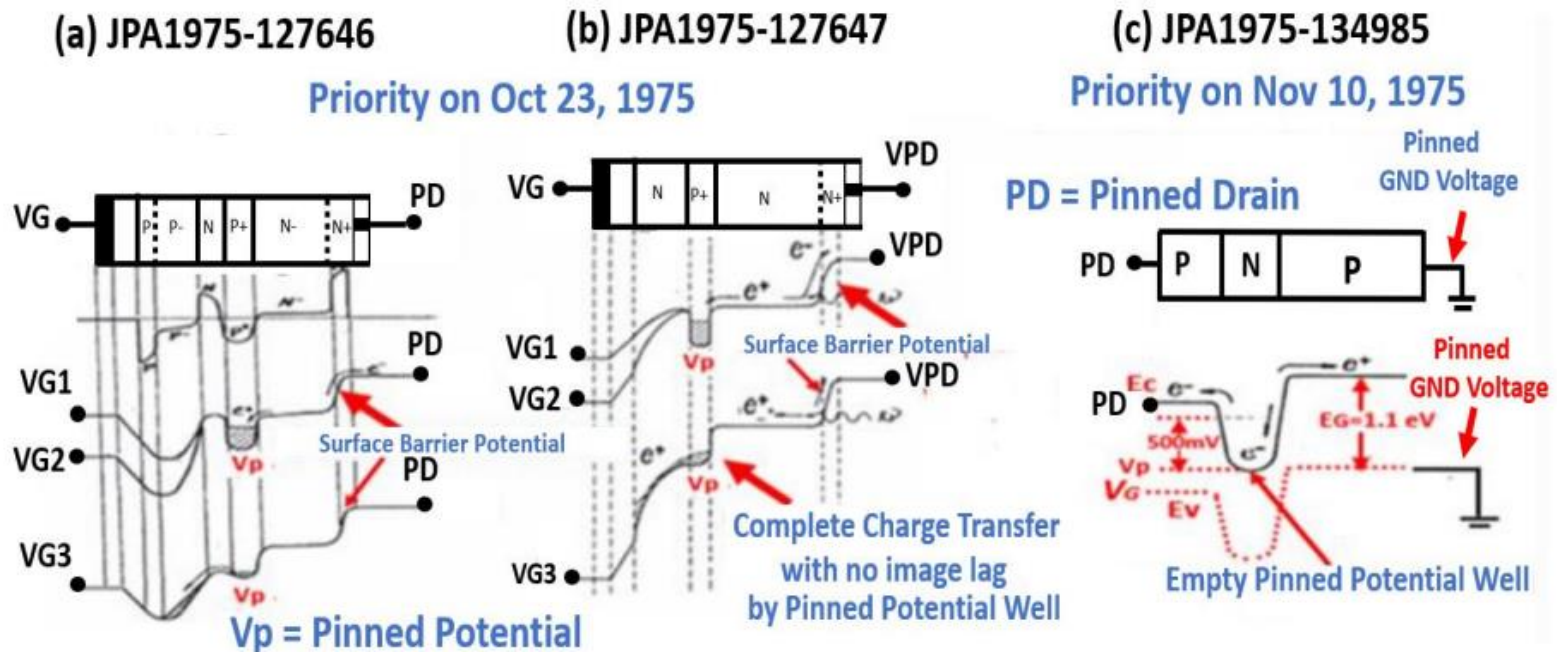 (a) JPA1975-127646
(b) JPA1975-127647
(c) JPA1975-134985
Priority on Oct 23, 1975
Priority on Nov 10, 1975
VG
P
P-
N
P+
N-
N+
PD
N
P+
N-
P-
P-
VG1
PD
e-
e+
VG2
Vp
Surface Barrier Potential
PD
VG3
Vp
Vp = Pinned Potential
VG
N
P+
N
N+
VPD
e-
VPD
e+
VG1
Vp
Surface Barrier Potential
VG2
VPD
e+
e+
Vp
VG3
Complete Charge Transfer
with no image lag
by Pinned Potential Well
Pinned
GND Voltage
PD = Pinned Drain
PD
P
N
P
Pinned
GND Voltage
Ec
e-
e+
PD
500mV
EG=1.1 eV
e-
Vp
VG
Ev
Empty Pinned Potential Well